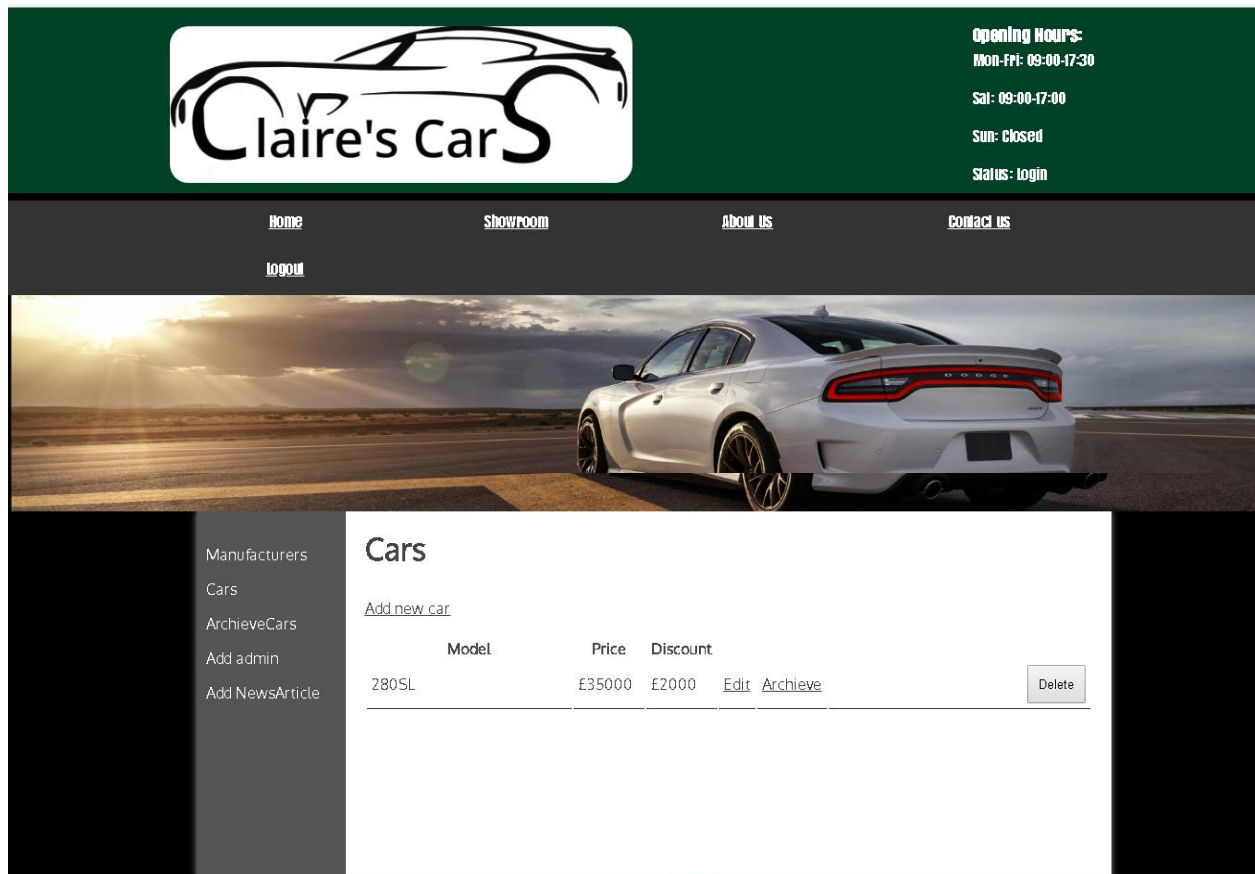 Claire's CarS
Opening Hours:
Mon-Fri: 09:00-17:30
Sat: 09:00-17:00
Sun: Closed
Status: Login
Home Showroom About Us Contact us
Logout
DODGE
Manufacturers
Cars
ArchieveCars
Add admin
Add NewsArticle
Cars
Add new car
Model Price Discount
280SL £35000 £2000 Edit Archieve Delete